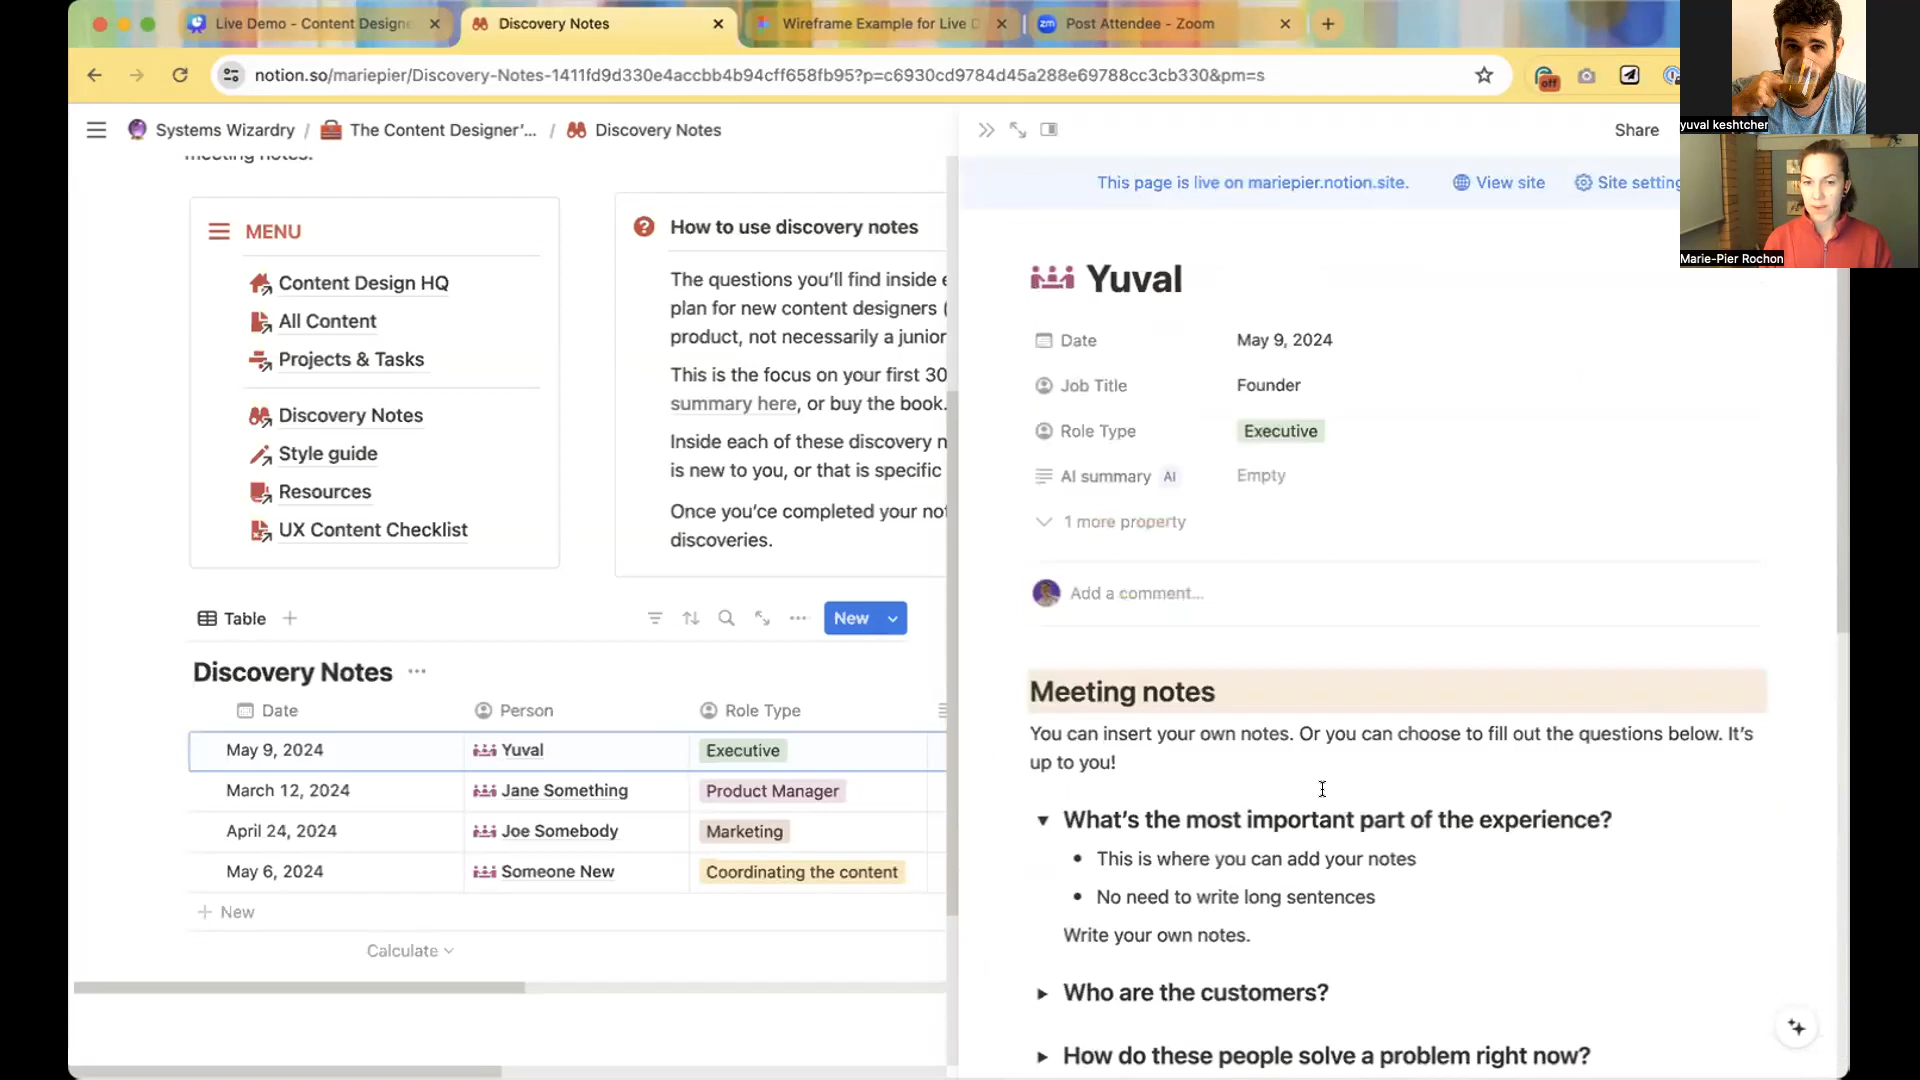 Live Demo - Content Designe
Discovery Notes
Wireframe Example for Live D
zm
Post Attendee - Zoom
notion.so/mariepier/Discovery-Notes-1411fd9d330e4accbb4b94cff658fb95?p=c6930cd9784d45a288e69788cc3cb330&pm=s
off
yuval keshtcher
Marie-Pier Rochon
Systems Wizardry / The Content Designer'... / Discovery Notes
Share
meeting notes.
This page is live on mariepier.notion.site.
View site
Site setting
MENU
Content Design HQ
All Content
Projects & Tasks
Discovery Notes
Style guide
Resources
UX Content Checklist
How to use discovery notes
The questions you'll find inside e
plan for new content designers (
product, not necessarily a junior
This is the focus on your first 30
summary here, or buy the book.
Inside each of these discovery n
is new to you, or that is specific
Once you'ce completed your not
discoveries.
Table
New
Discovery Notes
Date Person Role Type
May 9, 2024 Yuval Executive
March 12, 2024 Jane Something Product Manager
April 24, 2024 Joe Somebody Marketing
May 6, 2024 Someone New Coordinating the content
New
Calculate
Yuval
Date May 9, 2024
Job Title Founder
Role Type Executive
AI summary AI Empty
1 more property
Add a comment...
Meeting notes
You can insert your own notes. Or you can choose to fill out the questions below. It's
up to you!
What's the most important part of the experience?
This is where you can add your notes
No need to write long sentences
Write your own notes.
Who are the customers?
How do these people solve a problem right now?